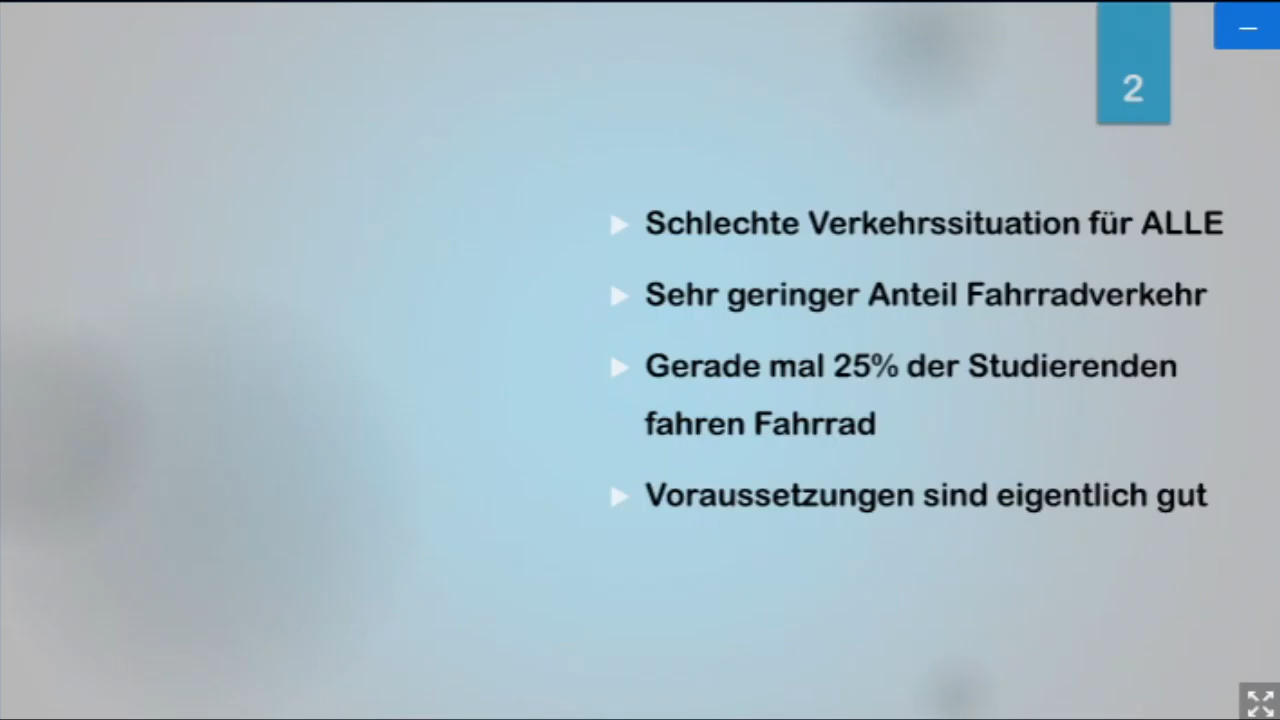 2
Schlechte Verkehrssituation für ALLE
Sehr geringer Anteil Fahrradverkehr
Gerade mal 25% der Studierenden
fahren Fahrrad
Voraussetzungen sind eigentlich gut